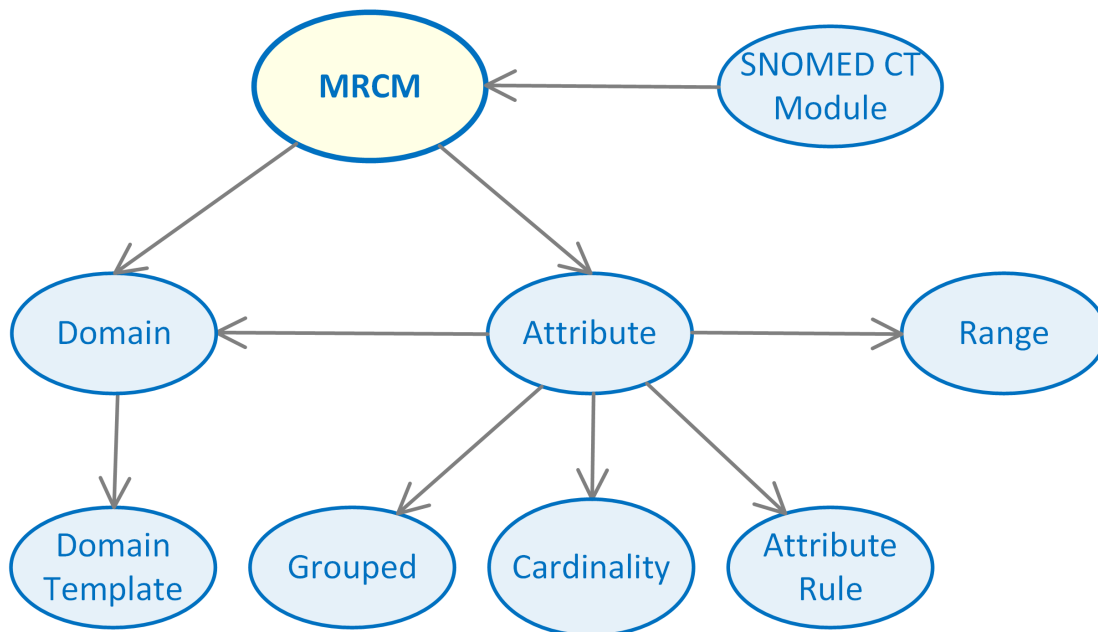 MRCM
SNOMED CT
Module
Domain
Attribute
Range
Domain
Template
Grouped
Cardinality
Attribute
Rule